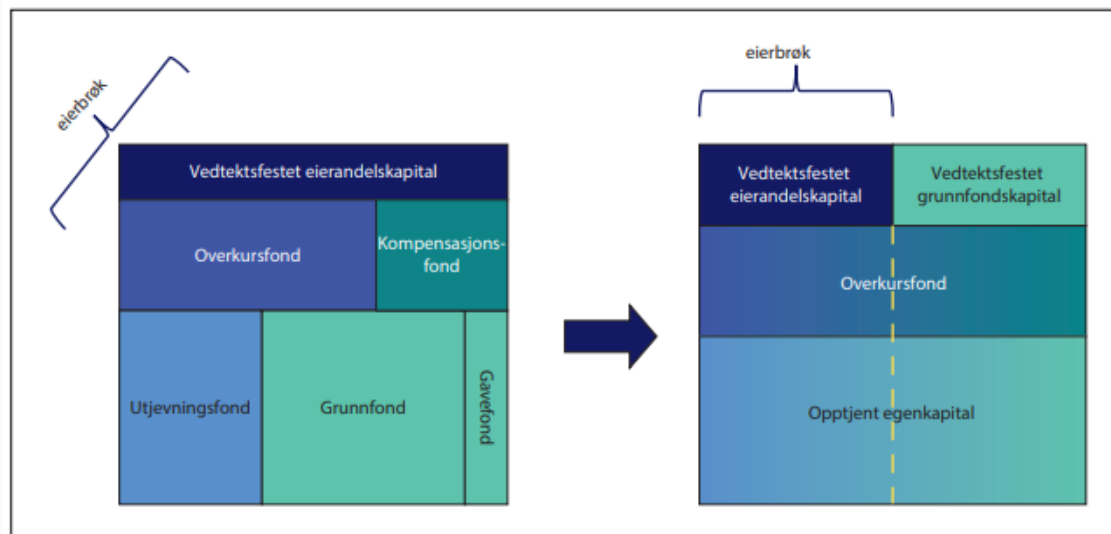 eierbrøk
Vedtektsfestet eierandelskapital
Overkursfond
Kompensasjons-
fond
Utjevningsfond
Grunnfond
Gavefond
eierbrøk
Vedtektsfestet
eierandelskapital
Vedtektsfestet
grunnfondskapital
Overkursfond
Opptjent egenkapital